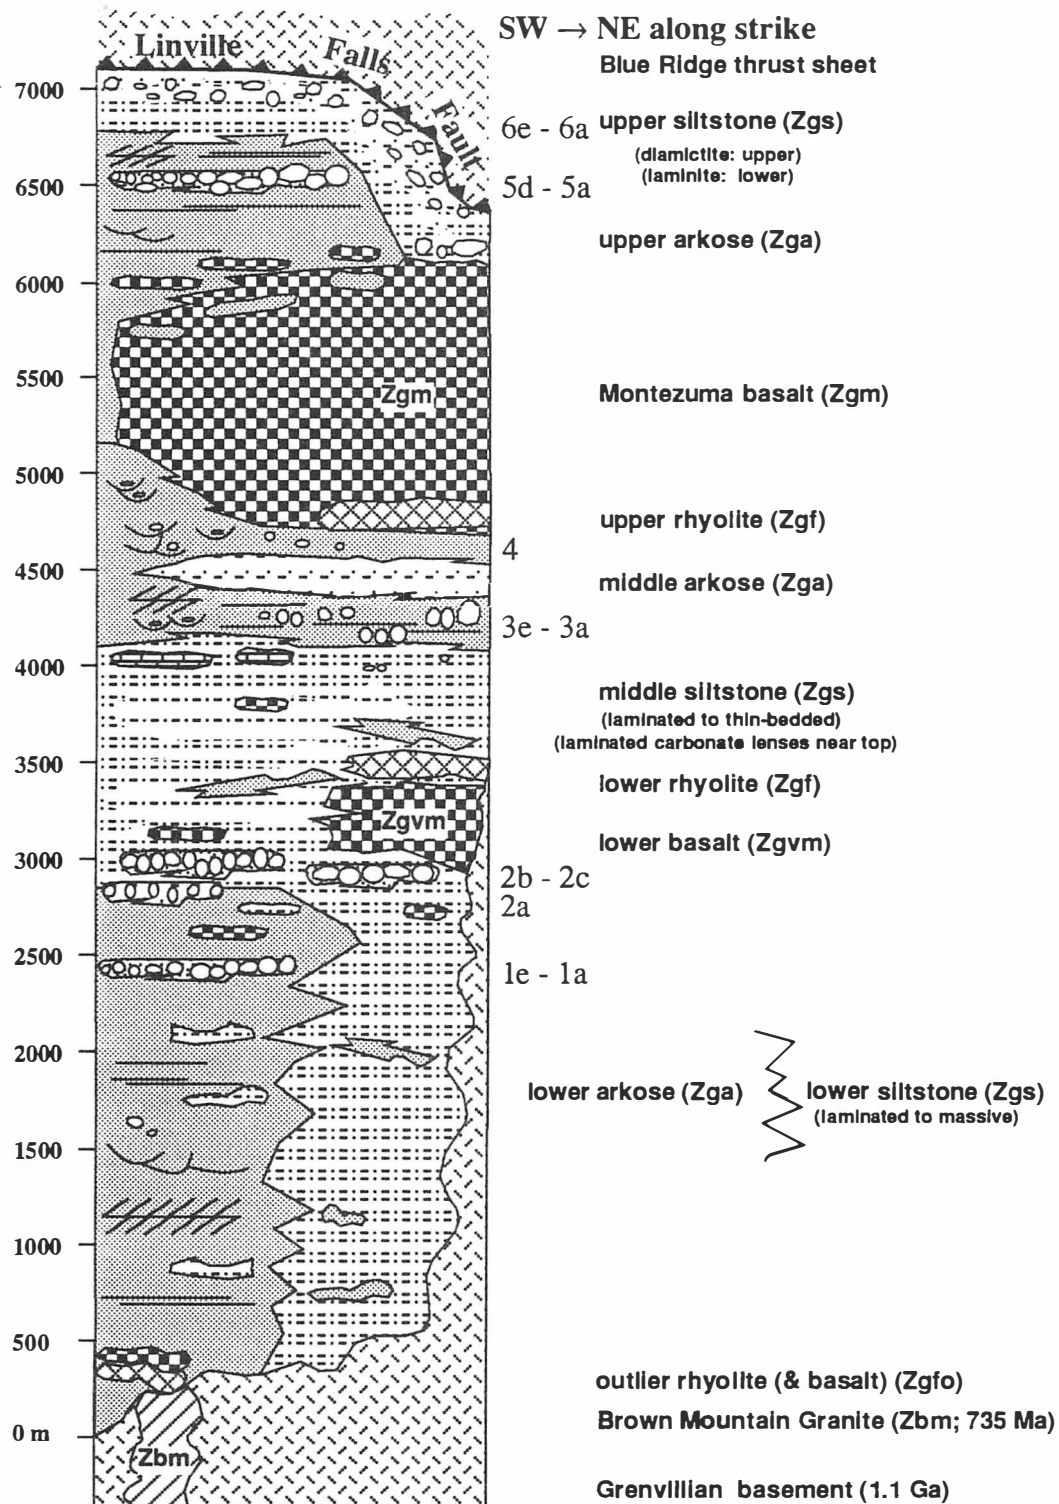 SW → NE along strike
Linville Falls Fault
Blue Ridge thrust sheet
7000
6e - 6a upper siltstone (Zgs)
(diamictite: upper)
(laminite: lower)
6500
5d - 5a
upper arkose (Zga)
6000
5500
Zgm
Montezuma basalt (Zgm)
5000
upper rhyolite (Zgf)
4
4500
middle arkose (Zga)
3e - 3a
4000
middle siltstone (Zgs)
(laminated to thin-bedded)
(laminated carbonate lenses near top)
3500
lower rhyolite (Zgf)
Zgvm
lower basalt (Zgvm)
3000
2b - 2c
2a
2500
1e - 1a
2000
lower arkose (Zga)
lower siltstone (Zgs)
(laminated to massive)
1500
1000
500
outlier rhyolite (& basalt) (Zgfo)
Brown Mountain Granite (Zbm; 735 Ma)
0 m
Zbm
Grenvillian basement (1.1 Ga)